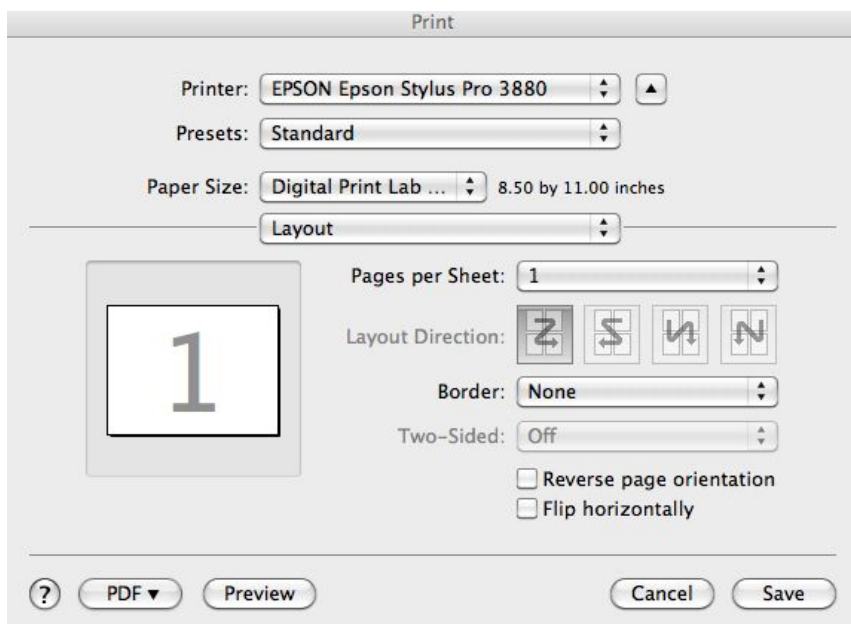 Print
Printer: EPSON Epson Stylus Pro 3880
Presets: Standard
Paper Size: Digital Print Lab ... 8.50 by 11.00 inches
Layout
Pages per Sheet: 1
1
Layout Direction:
Border: None
Two-Sided: Off
Reverse page orientation
Flip horizontally
? PDF▼ Preview Cancel Save